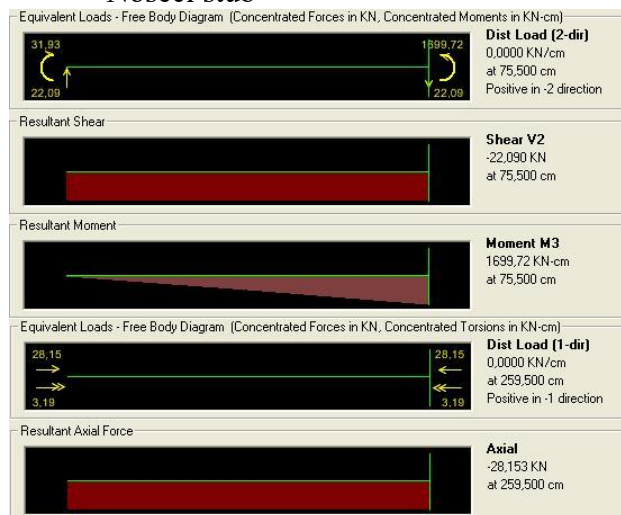 Noseći stub
Equivalent Loads - Free Body Diagram (Concentrated Forces in KN, Concentrated Moments in KN-cm)
31,93 1699,72
22,09 22,09
Dist Load (2-dir)
0,0000 KN/cm
at 75,500 cm
Positive in -2 direction
Resultant Shear
Shear V2
-22,090 KN
at 75,500 cm
Resultant Moment
Moment M3
1699,72 KN-cm
at 75,500 cm
Equivalent Loads - Free Body Diagram (Concentrated Forces in KN, Concentrated Torsions in KN-cm)
28,15 28,15
3,19 3,19
Dist Load (1-dir)
0,0000 KN/cm
at 259,500 cm
Positive in -1 direction
Resultant Axial Force
Axial
-28,153 KN
at 259,500 cm